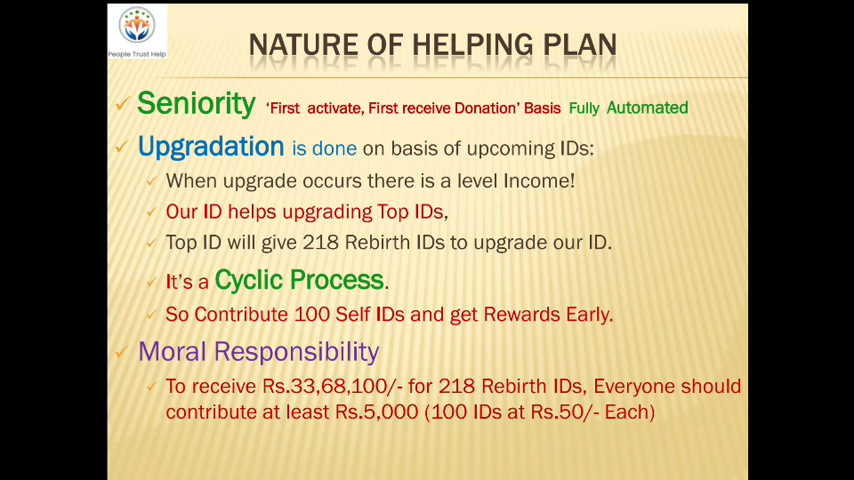 People Trust Help
NATURE OF HELPING PLAN
Seniority 'First activate, First receive Donation' Basis Fully Automated
Upgradation is done on basis of upcoming IDs:
When upgrade occurs there is a level Income!
Our ID helps upgrading Top IDs,
Top ID will give 218 Rebirth IDs to upgrade our ID.
It's a Cyclic Process.
So Contribute 100 Self IDs and get Rewards Early.
Moral Responsibility
To receive Rs.33,68,100/- for 218 Rebirth IDs, Everyone should
contribute at least Rs.5,000 (100 IDs at Rs.50/- Each)